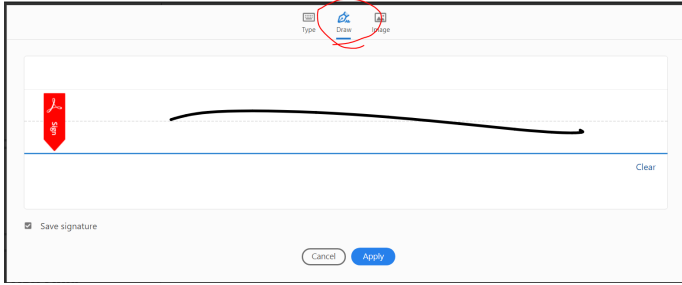 Type Draw Image
Sign
Clear
Save signature
Cancel Apply